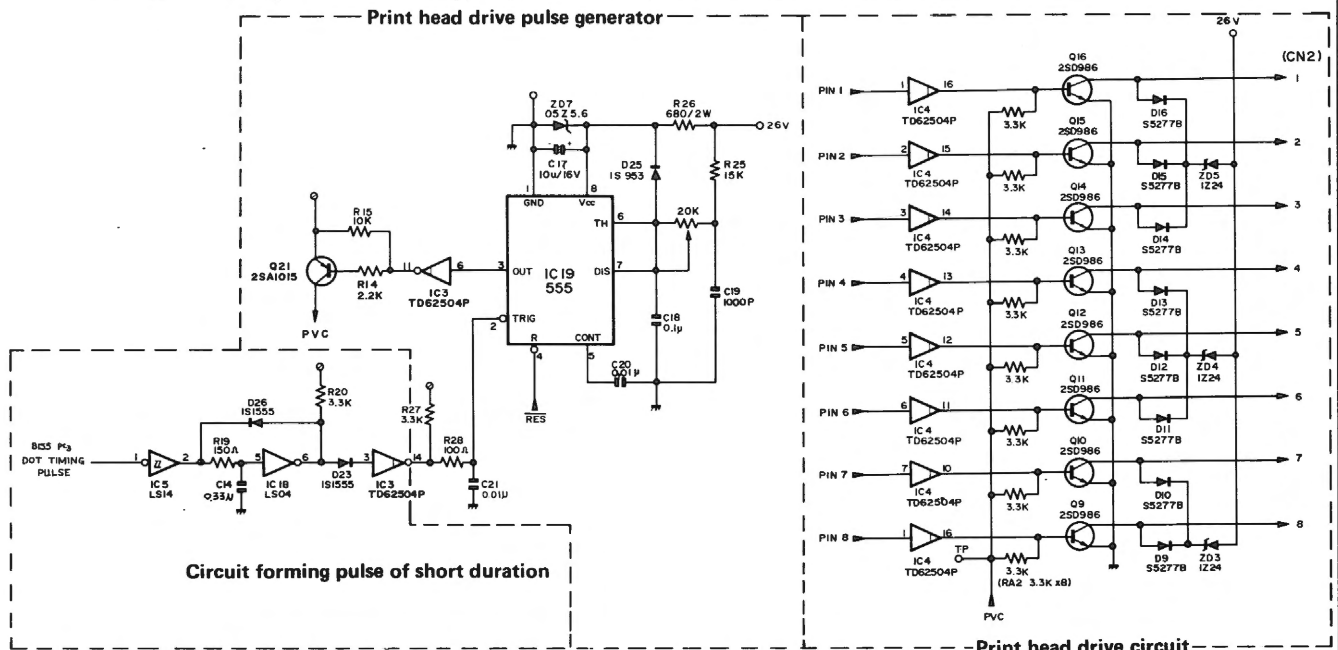 Print head drive pulse generator
ZD7
05Z5.6
C17
10u/16V
1
GND
8
Vcc
R26
680/2W
26V
D25
1S 953
R25
15K
TH 6
20K
DIS 7
IC19
555
OUT 3
TRIG
2
R
4
CONT
5
RES
C18
0.1μ
C19
1000P
C20
0.01μ
R15
10K
Q21
2SA1015
R14
2.2K
11
6
IC3
TD62504P
PVC
8155 PC3
DOT TIMING
PULSE
1
2
IC5
LS14
D26
1S1555
R19
150Ω
C14
0.33μ
5
6
IC18
LS04
R20
3.3K
D23
1S1555
3
14
IC3
TD62504P
R27
3.3K
R28
100Ω
C21
0.01μ
Circuit forming pulse of short duration
26V
(CN2)
PIN 1
1
16
IC4
TD62504P
3.3K
Q16
2SD986
D16
S5277B
1
PIN 2
2
15
IC4
TD62504P
3.3K
Q15
2SD986
D15
S5277B
ZD5
1Z24
2
PIN 3
3
14
IC4
TD62504P
3.3K
Q14
2SD986
D14
S5277B
3
PIN 4
4
13
IC4
TD62504P
3.3K
Q13
2SD986
D13
S5277B
4
PIN 5
5
12
IC4
TD62504P
3.3K
Q12
2SD986
D12
S5277B
ZD4
1Z24
5
PIN 6
6
11
IC4
TD62504P
3.3K
Q11
2SD986
D11
S5277B
6
PIN 7
7
10
IC4
TD62504P
3.3K
Q10
2SD986
D10
S5277B
7
PIN 8
1
16
IC4
TD62504P
TP
3.3K
(RA2 3.3K x8)
Q9
2SD986
D9
S5277B
ZD3
1Z24
8
PVC
Print head drive circuit